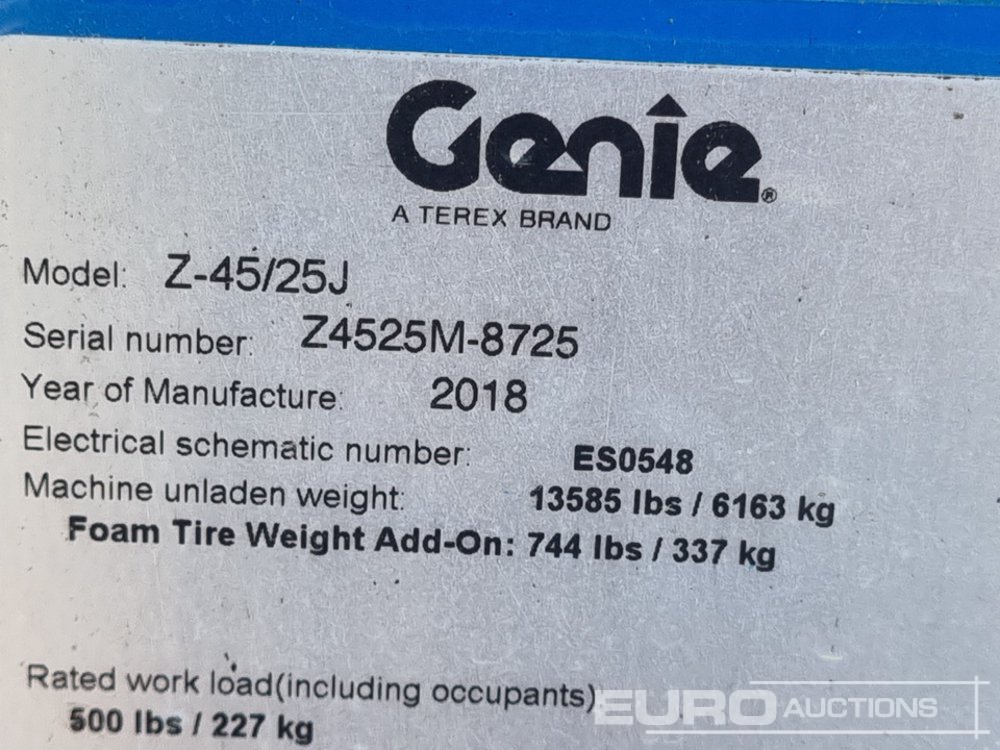 Genie®
A TEREX BRAND
Model: Z-45/25J
Serial number: Z4525M-8725
Year of Manufacture: 2018
Electrical schematic number: ES0548
Machine unladen weight: 13585 lbs / 6163 kg
Foam Tire Weight Add-On: 744 lbs / 337 kg
Rated work load(including occupants)
500 lbs / 227 kg
EURO AUCTIONS